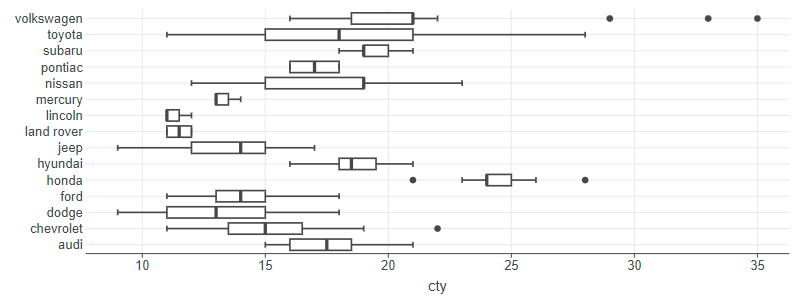 volkswagen
toyota
subaru
pontiac
nissan
mercury
lincoln
land rover
jeep
hyundai
honda
ford
dodge
chevrolet
audi
10 15 20 25 30 35
cty